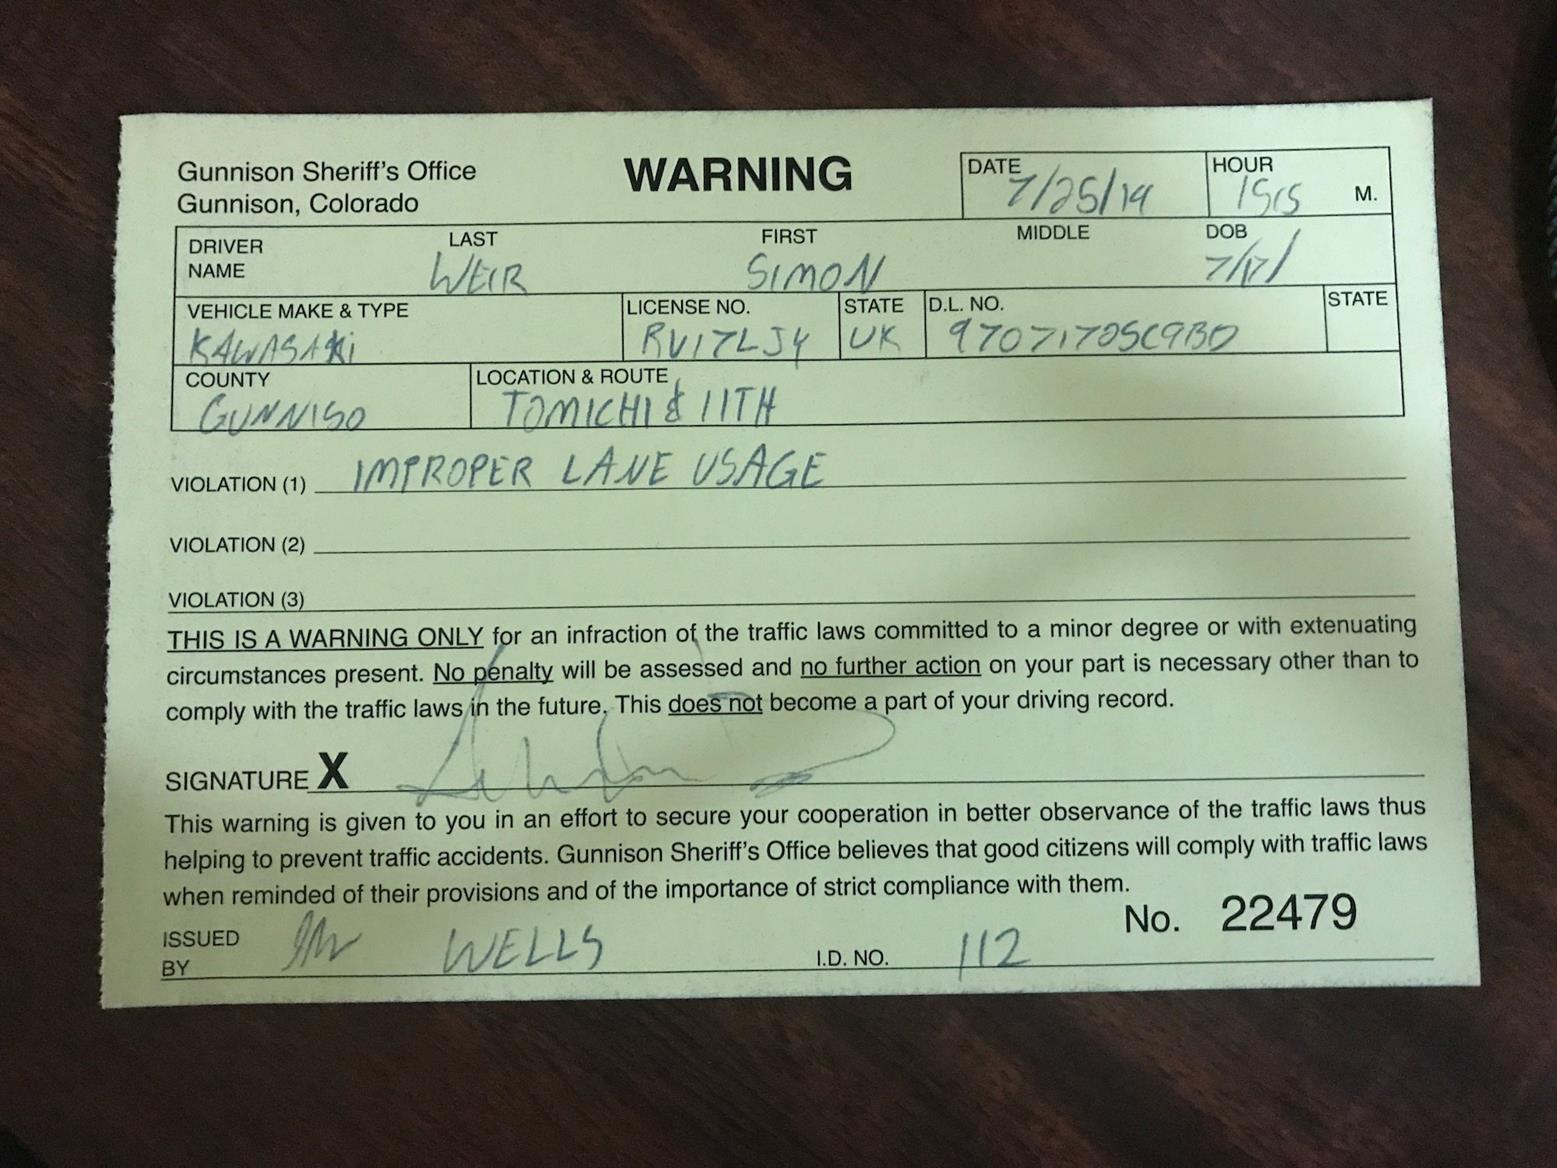 Gunnison Sheriff's Office
Gunnison, Colorado
WARNING
DATE 7/25/19
HOUR 1515 M.
DRIVER NAME LAST WEIR FIRST SIMON MIDDLE DOB 7/17/
VEHICLE MAKE & TYPE KAWASAKI
LICENSE NO. RV17LJY
STATE UK
D.L. NO. 97071705C9BD
STATE
COUNTY GUNNISO
LOCATION & ROUTE TOMICHI & 11TH
VIOLATION (1) IMPROPER LANE USAGE
VIOLATION (2)
VIOLATION (3)
THIS IS A WARNING ONLY for an infraction of the traffic laws committed to a minor degree or with extenuating
circumstances present. No penalty will be assessed and no further action on your part is necessary other than to
comply with the traffic laws in the future. This does not become a part of your driving record.
SIGNATURE X
This warning is given to you in an effort to secure your cooperation in better observance of the traffic laws thus
helping to prevent traffic accidents. Gunnison Sheriff's Office believes that good citizens will comply with traffic laws
when reminded of their provisions and of the importance of strict compliance with them.
No. 22479
ISSUED BY WELLS I.D. NO. 112